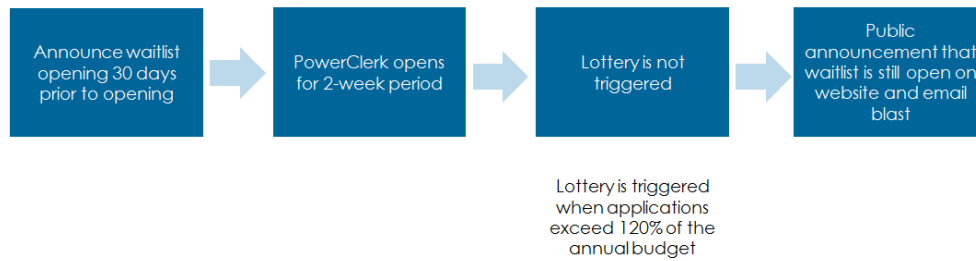 Announce waitlist
opening 30 days
prior to opening
PowerClerk opens
for 2-week period
Lottery is not
triggered
Public
announcement that
waitlist is still open on
website and email
blast
Lottery is triggered
when applications
exceed 120% of the
annual budget